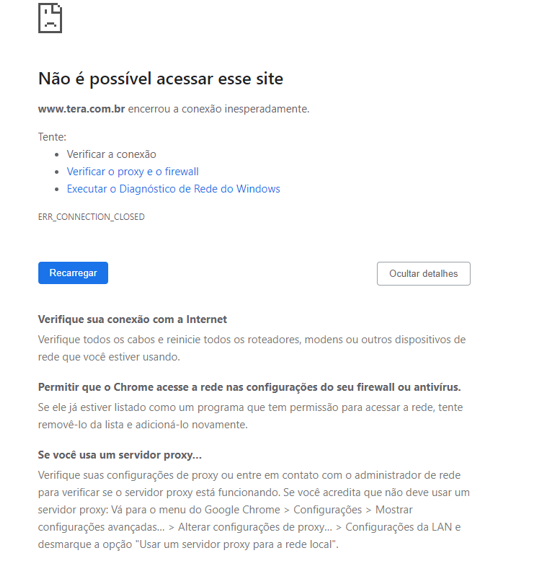 Não é possível acessar esse site
www.tera.com.br encerrou a conexão inesperadamente.
Tente:
• Verificar a conexão
• Verificar o proxy e o firewall
• Executar o Diagnóstico de Rede do Windows
ERR_CONNECTION_CLOSED
Recarregar
Ocultar detalhes
Verifique sua conexão com a Internet
Verifique todos os cabos e reinicie todos os roteadores, modens ou outros dispositivos de
rede que você estiver usando.
Permitir que o Chrome acesse a rede nas configurações do seu firewall ou antivírus.
Se ele já estiver listado como um programa que tem permissão para acessar a rede, tente
removê-lo da lista e adicioná-lo novamente.
Se você usa um servidor proxy...
Verifique suas configurações de proxy ou entre em contato com o administrador de rede
para verificar se o servidor proxy está funcionando. Se você acredita que não deve usar um
servidor proxy: Vá para o menu do Google Chrome > Configurações > Mostrar
configurações avançadas... > Alterar configurações de proxy... > Configurações da LAN e
desmarque a opção "Usar um servidor proxy para a rede local".